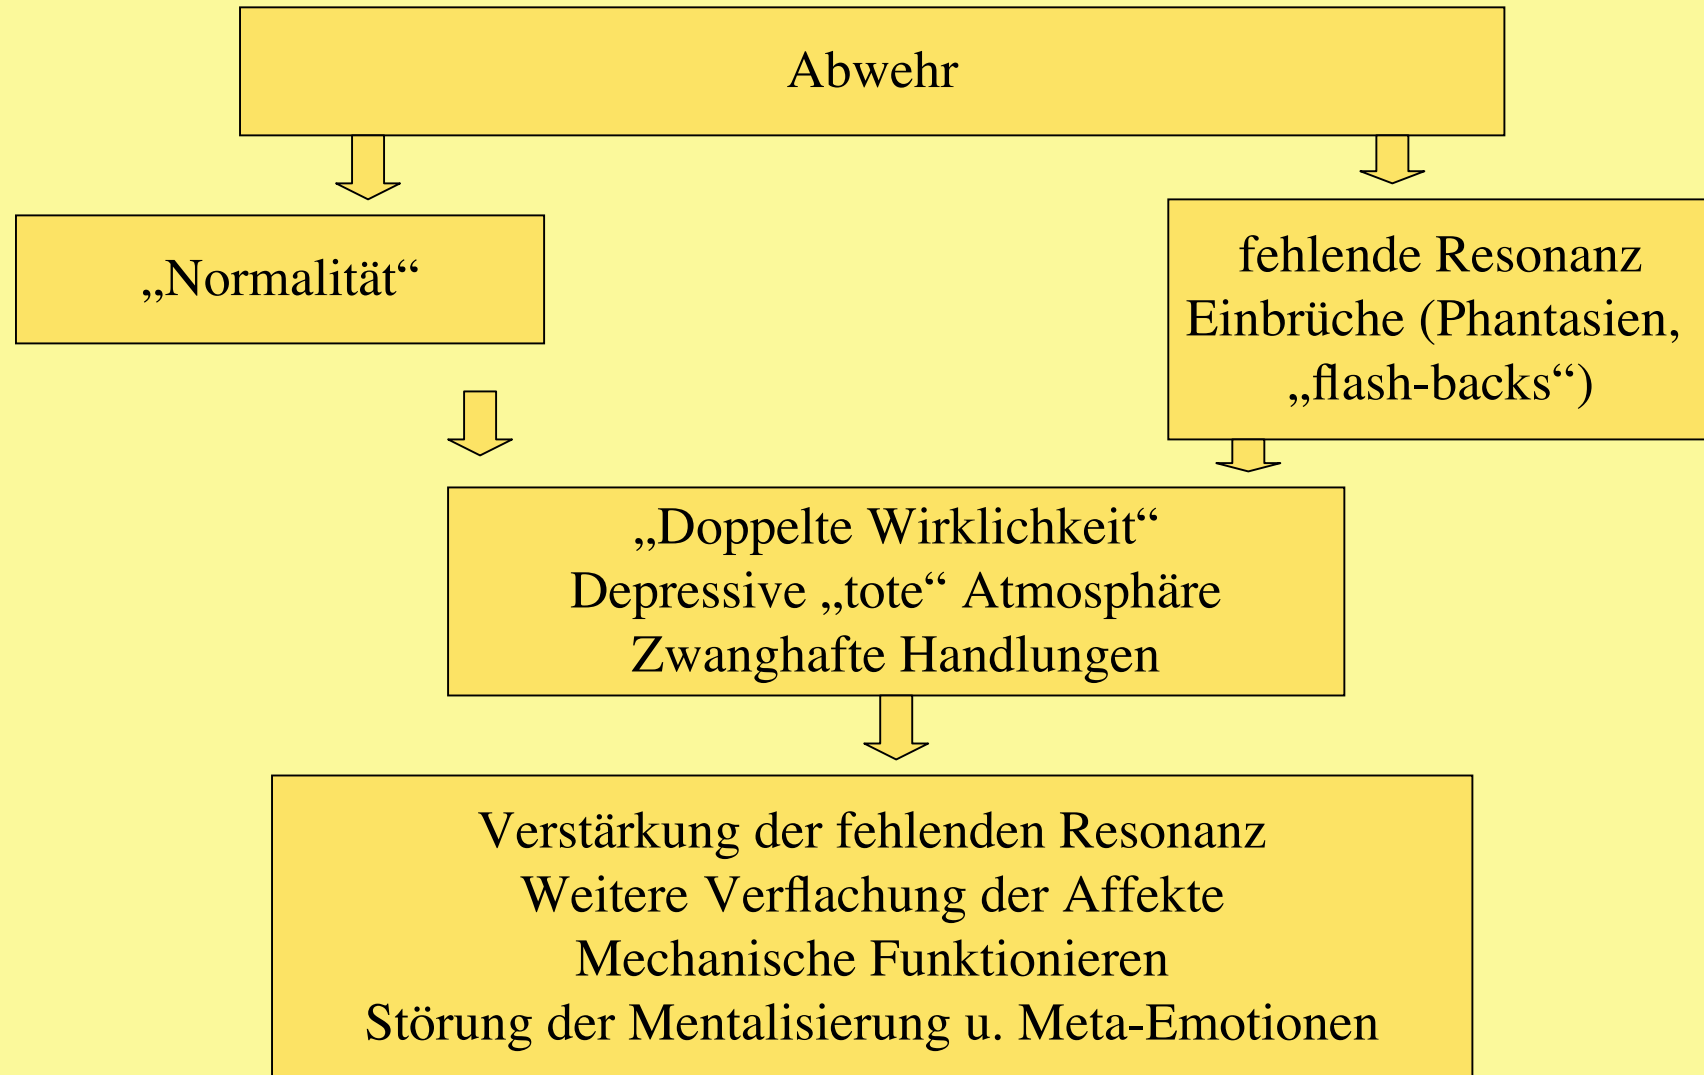 Abwehr
„Normalität“
fehlende Resonanz
Einbrüche (Phantasien,
„flash-backs“)
„Doppelte Wirklichkeit“
Depressive „tote“ Atmosphäre
Zwanghafte Handlungen
Verstärkung der fehlenden Resonanz
Weitere Verflachung der Affekte
Mechanische Funktionieren
Störung der Mentalisierung u. Meta-Emotionen